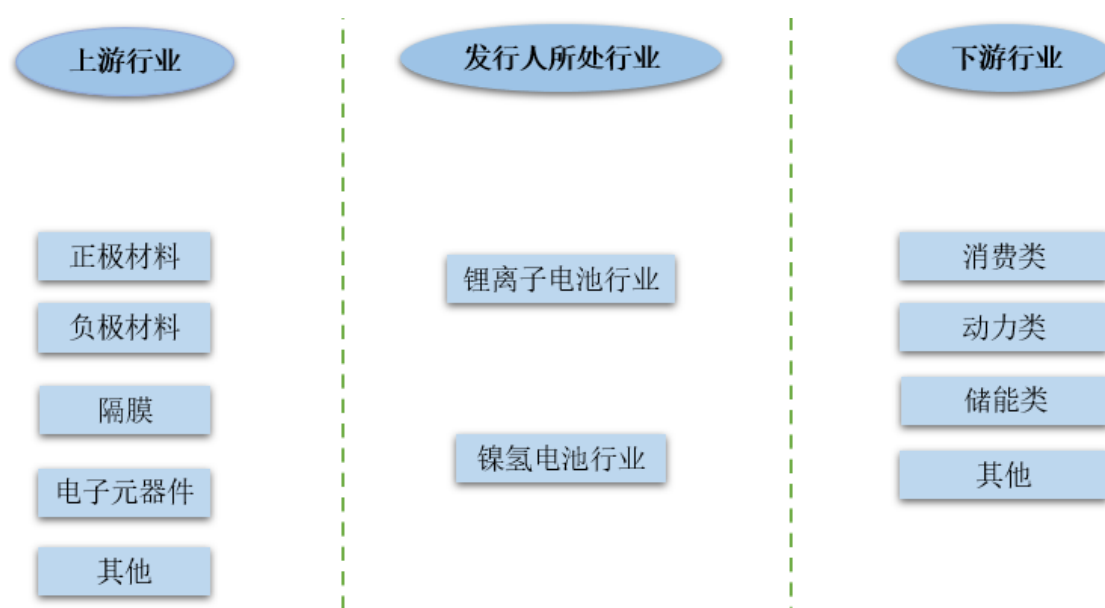 上游行业
发行人所处行业
下游行业
正极材料
负极材料
隔膜
电子元器件
其他
锂离子电池行业
镍氢电池行业
消费类
动力类
储能类
其他